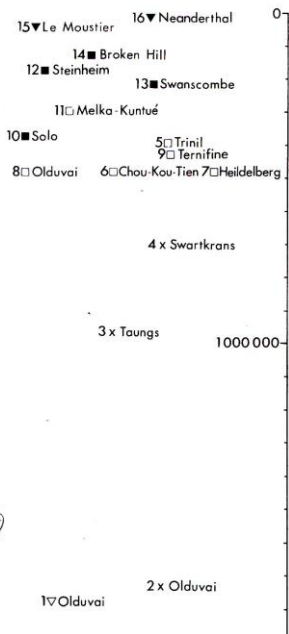 16▼Neanderthal
0
15▼Le Moustier
14■Broken Hill
12■Steinheim
13■Swanscombe
11□Melka-Kuntué
10■Solo
5□Trinil
9□Ternifine
8□Olduvai
6□Chou-Kou-Tien
7□Heildelberg
4 x Swartkrans
3 x Taungs
1000 000
2 x Olduvai
1▽Olduvai